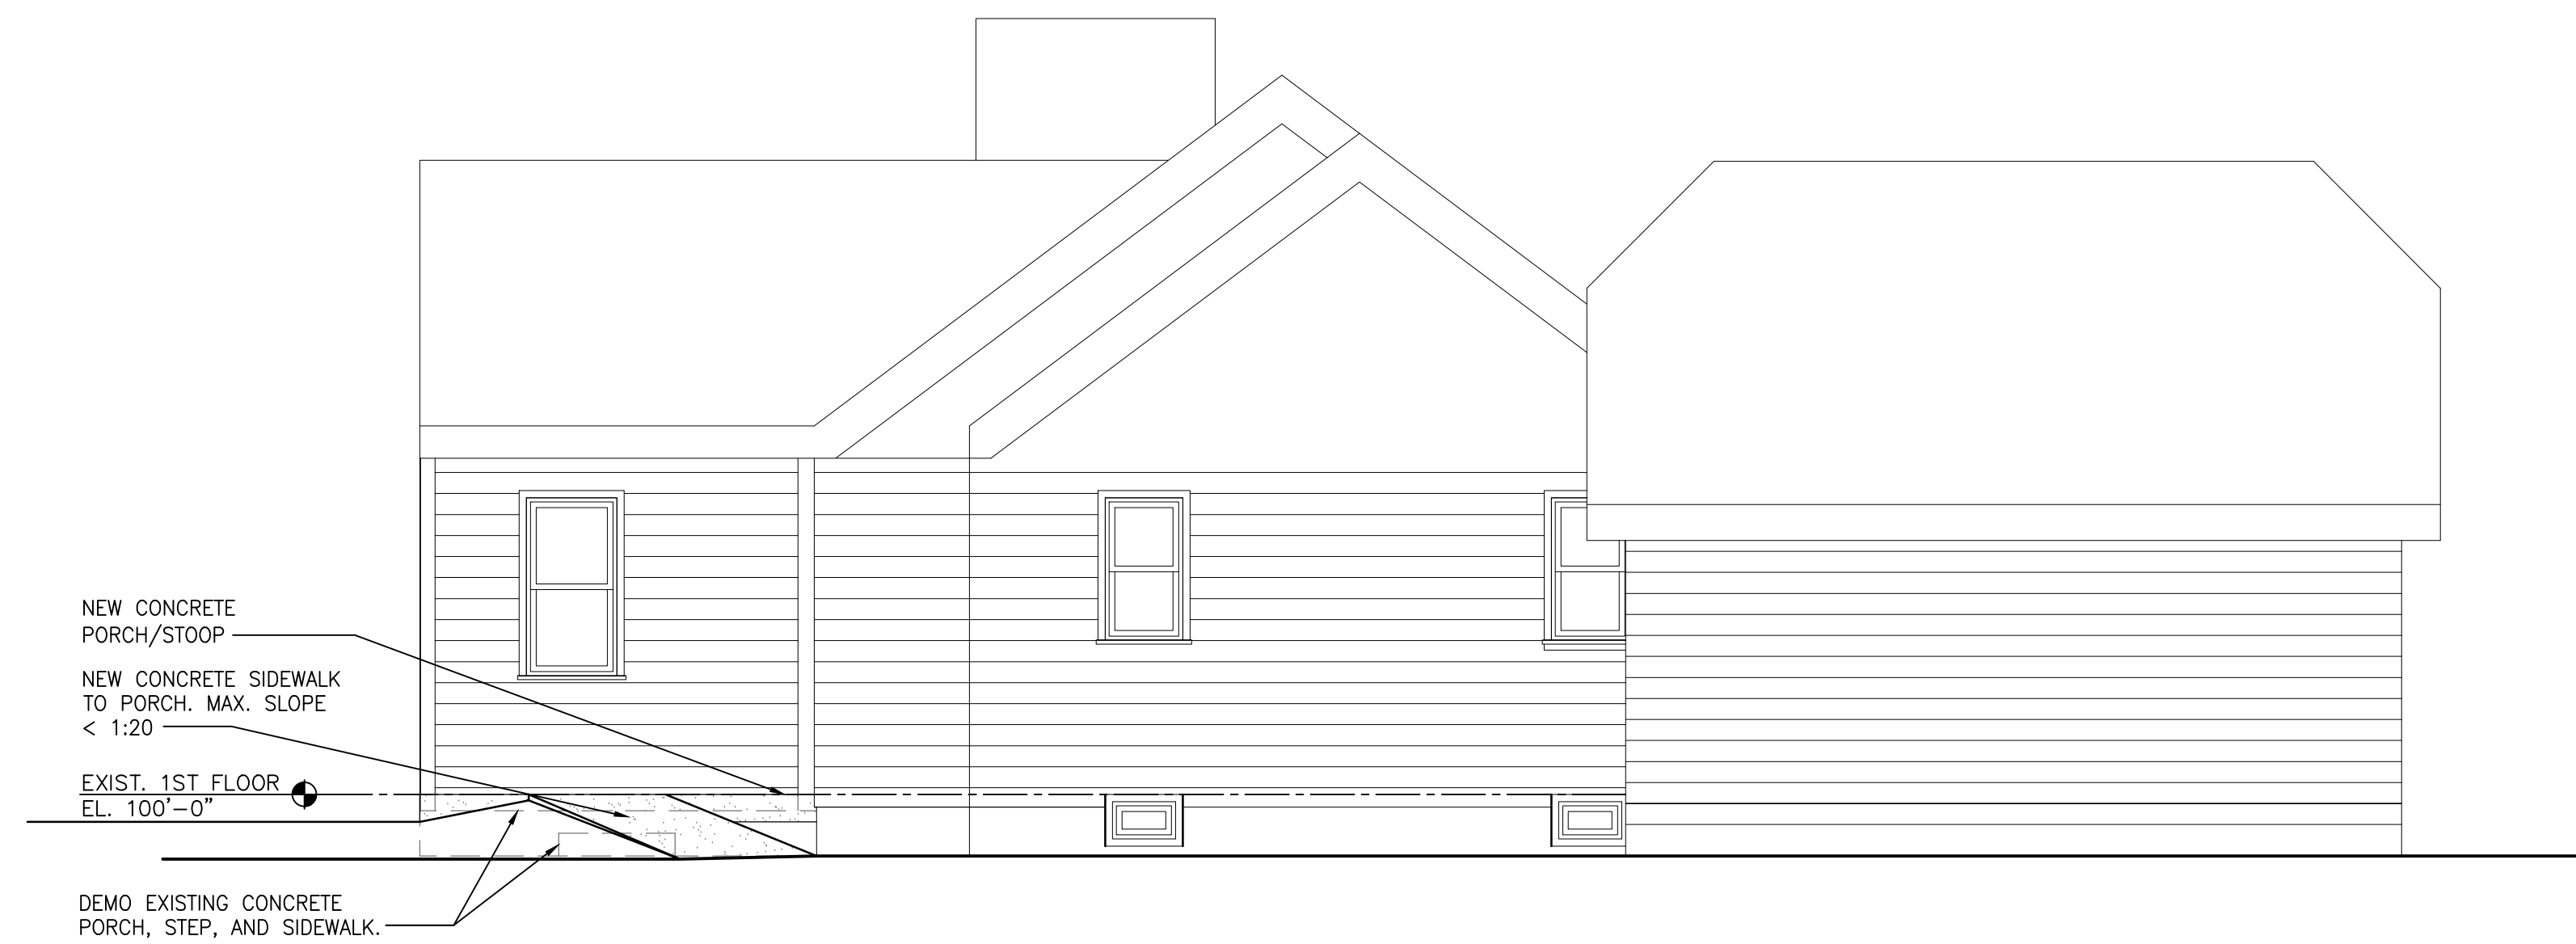 NEW CONCRETE
PORCH/STOOP
NEW CONCRETE SIDEWALK
TO PORCH. MAX. SLOPE
< 1:20
EXIST. 1ST FLOOR
EL. 100'-0"
DEMO EXISTING CONCRETE
PORCH, STEP, AND SIDEWALK.